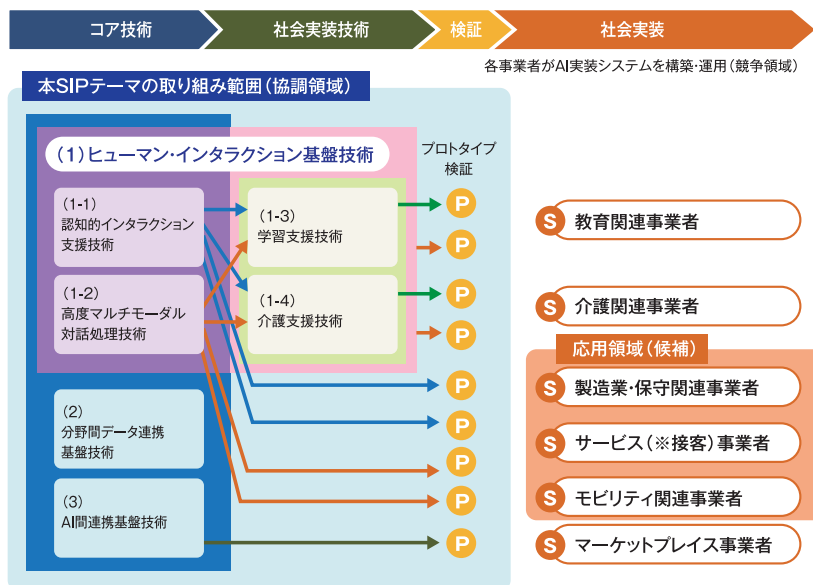 コア技術
社会実装技術
検証
社会実装
各事業者がAI実装システムを構築・運用(競争領域)
本SIPテーマの取り組み範囲(協調領域)
(1)ヒューマン・インタラクション基盤技術
プロトタイプ
検証
(1-1)
認知的インタラクション
支援技術
(1-2)
高度マルチモーダル
対話処理技術
(1-3)
学習支援技術
(1-4)
介護支援技術
(2)
分野間データ連携
基盤技術
(3)
AI間連携基盤技術
P
P
P
P
P
P
P
P
P
S 教育関連事業者
S 介護関連事業者
応用領域(候補)
S 製造業・保守関連事業者
S サービス(※接客)事業者
S モビリティ関連事業者
S マーケットプレイス事業者